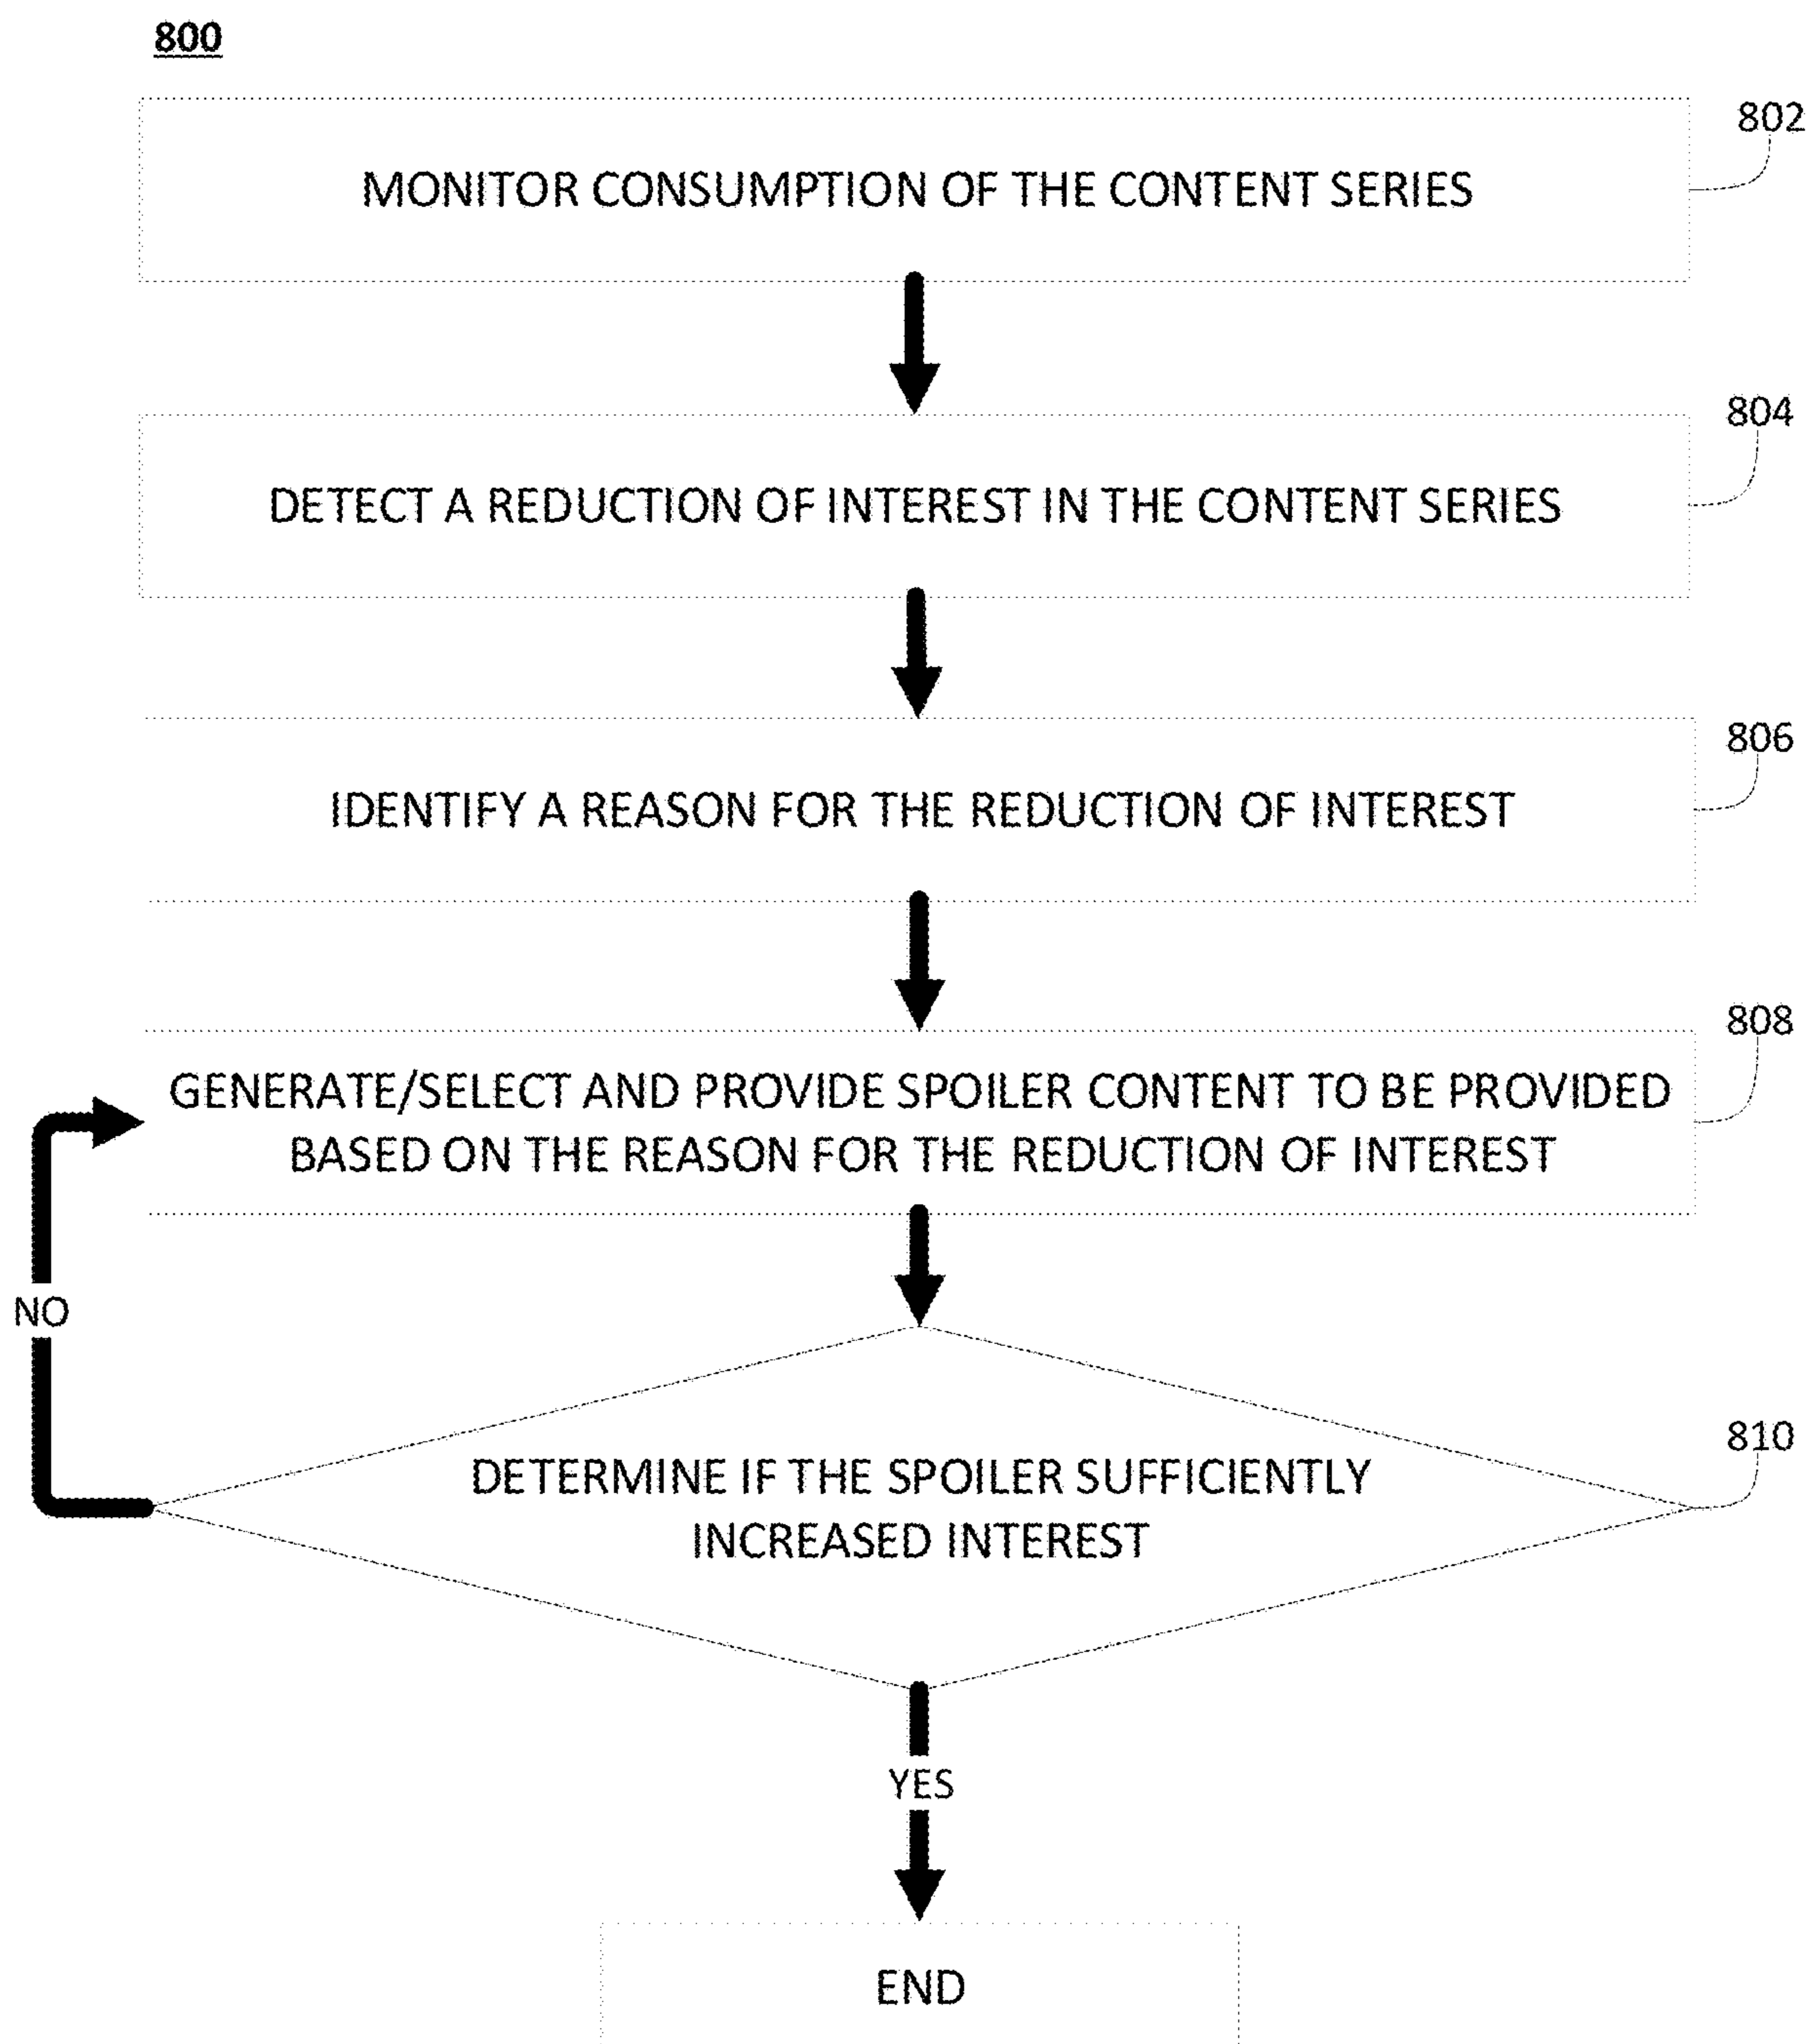 800
802
MONITOR CONSUMPTION OF THE CONTENT SERIES
804
DETECT A REDUCTION OF INTEREST IN THE CONTENT SERIES
806
IDENTIFY A REASON FOR THE REDUCTION OF INTEREST
808
GENERATE/SELECT AND PROVIDE SPOILER CONTENT TO BE PROVIDED
BASED ON THE REASON FOR THE REDUCTION OF INTEREST
NO
810
DETERMINE IF THE SPOILER SUFFICIENTLY
INCREASED INTEREST
YES
END